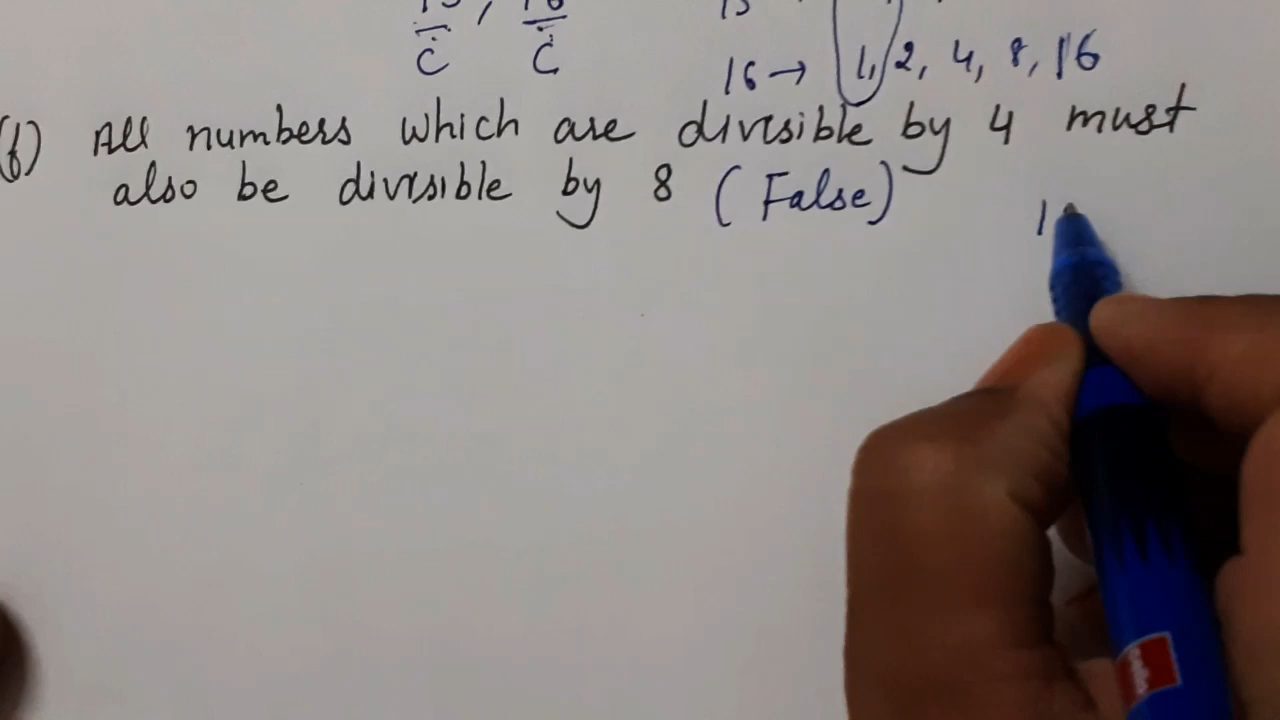 C C
16 → 1, 2, 4, 8, 16
(f) All numbers which are divisible by 4 must
also be divisible by 8 (False)
1